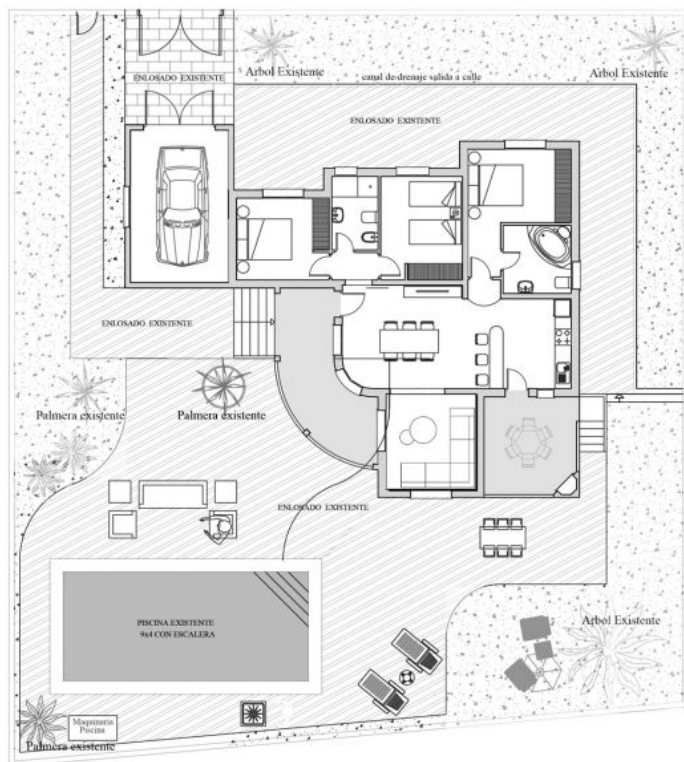 ENLOSADO EXISTENTE
Arbol Existente
Arbol Existente
canal de drenaje salida a calle
ENLOSADO EXISTENTE
ENLOSADO EXISTENTE
Palmera existente
Palmera existente
ENLOSADO EXISTENTE
PISCINA EXISTENTE
9x4 CON ESCALERA
Arbol Existente
Maquinaria
Piscina
Palmera existente